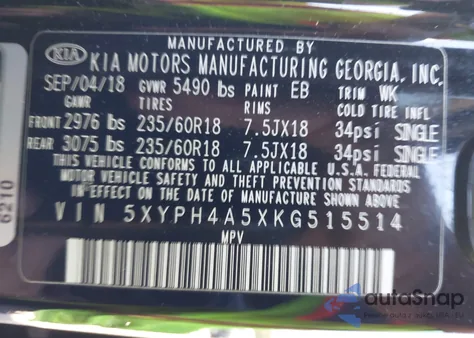 MANUFACTURED BY
KIA KIA MOTORS MANUFACTURING GEORGIA, INC.
SEP/04/18 GVWR 5490 lbs PAINT EB TRIM WK
GAWR TIRES RIMS COLD TIRE INFL
FRONT 2976 lbs 235/60R18 7.5JX18 34psi SINGLE
REAR 3075 lbs 235/60R18 7.5JX18 34psi SINGLE
THIS VEHICLE CONFORMS TO ALL APPLICABLE FEDERAL
MOTOR VEHICLE SAFETY AND THEFT PREVENTION STANDARDS
IN EFFECT ON THE DATE OF MANUFACTURE SHOWN ABOVE.
VIN 5XYPH4A5XKG515514
MPV
6210
autoSnap